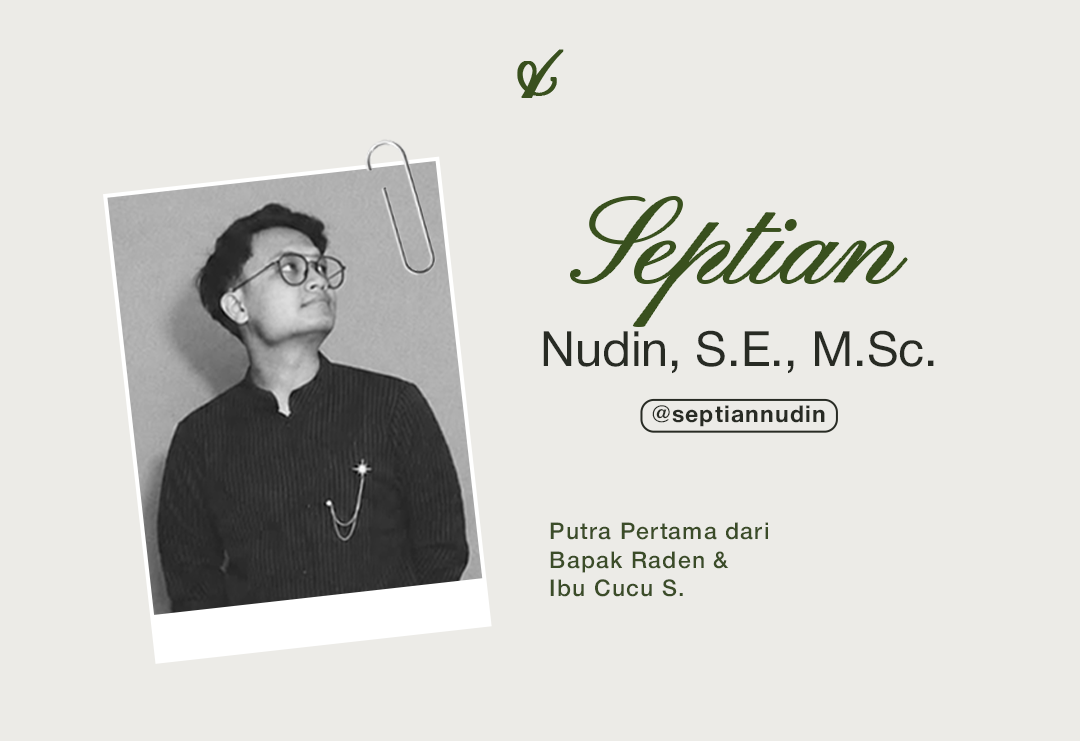 &
Septian
Nudin, S.E., M.Sc.
@septiannudin
Putra Pertama dari
Bapak Raden &
Ibu Cucu S.